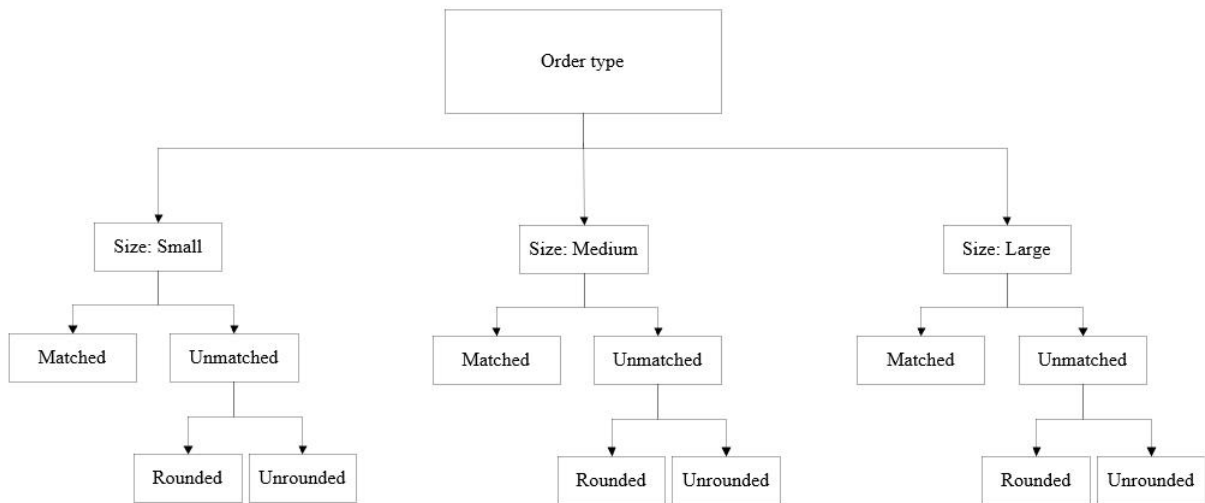 Order type
Size: Small
Size: Medium
Size: Large
Matched
Unmatched
Matched
Unmatched
Matched
Unmatched
Rounded
Unrounded
Rounded
Unrounded
Rounded
Unrounded